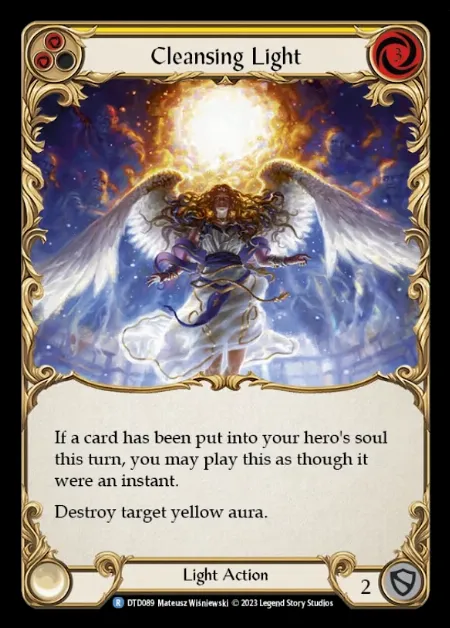 Cleansing Light
3
If a card has been put into your hero's soul
this turn, you may play this as though it
were an instant.
Destroy target yellow aura.
Light Action
2
R DTD089 Mateusz Wiśniewski © 2023 Legend Story Studios